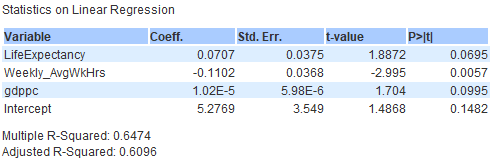 Statistics on Linear Regression
Variable Coeff. Std. Err. t-value P>|t|
LifeExpectancy 0.0707 0.0375 1.8872 0.0695
Weekly_AvgWkHrs -0.1102 0.0368 -2.995 0.0057
gdppc 1.02E-5 5.98E-6 1.704 0.0995
Intercept 5.2769 3.549 1.4868 0.1482
Multiple R-Squared: 0.6474
Adjusted R-Squared: 0.6096